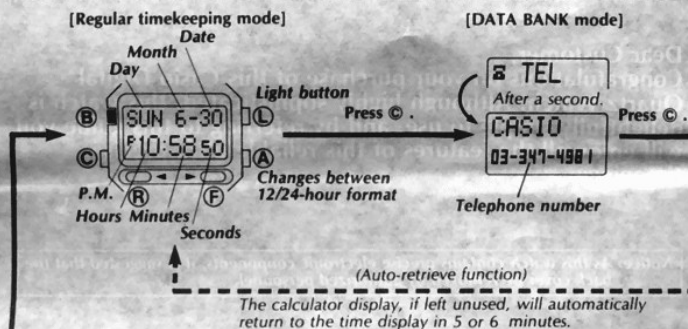 [Regular timekeeping mode]
Date
Month
Day
Light button
Ⓑ
SUN 6-30
Ⓛ
P 10:58 50
Ⓒ
Ⓐ
Changes between
12/24-hour format
P.M.
Ⓡ
◄ ►
Ⓕ
Hours Minutes
Seconds
Press Ⓒ .
[DATA BANK mode]
☎ TEL
After a second.
CASIO
03-347-4981
Telephone number
Press Ⓒ .
(Auto-retrieve function)
The calculator display, if left unused, will automatically
return to the time display in 5 or 6 minutes.